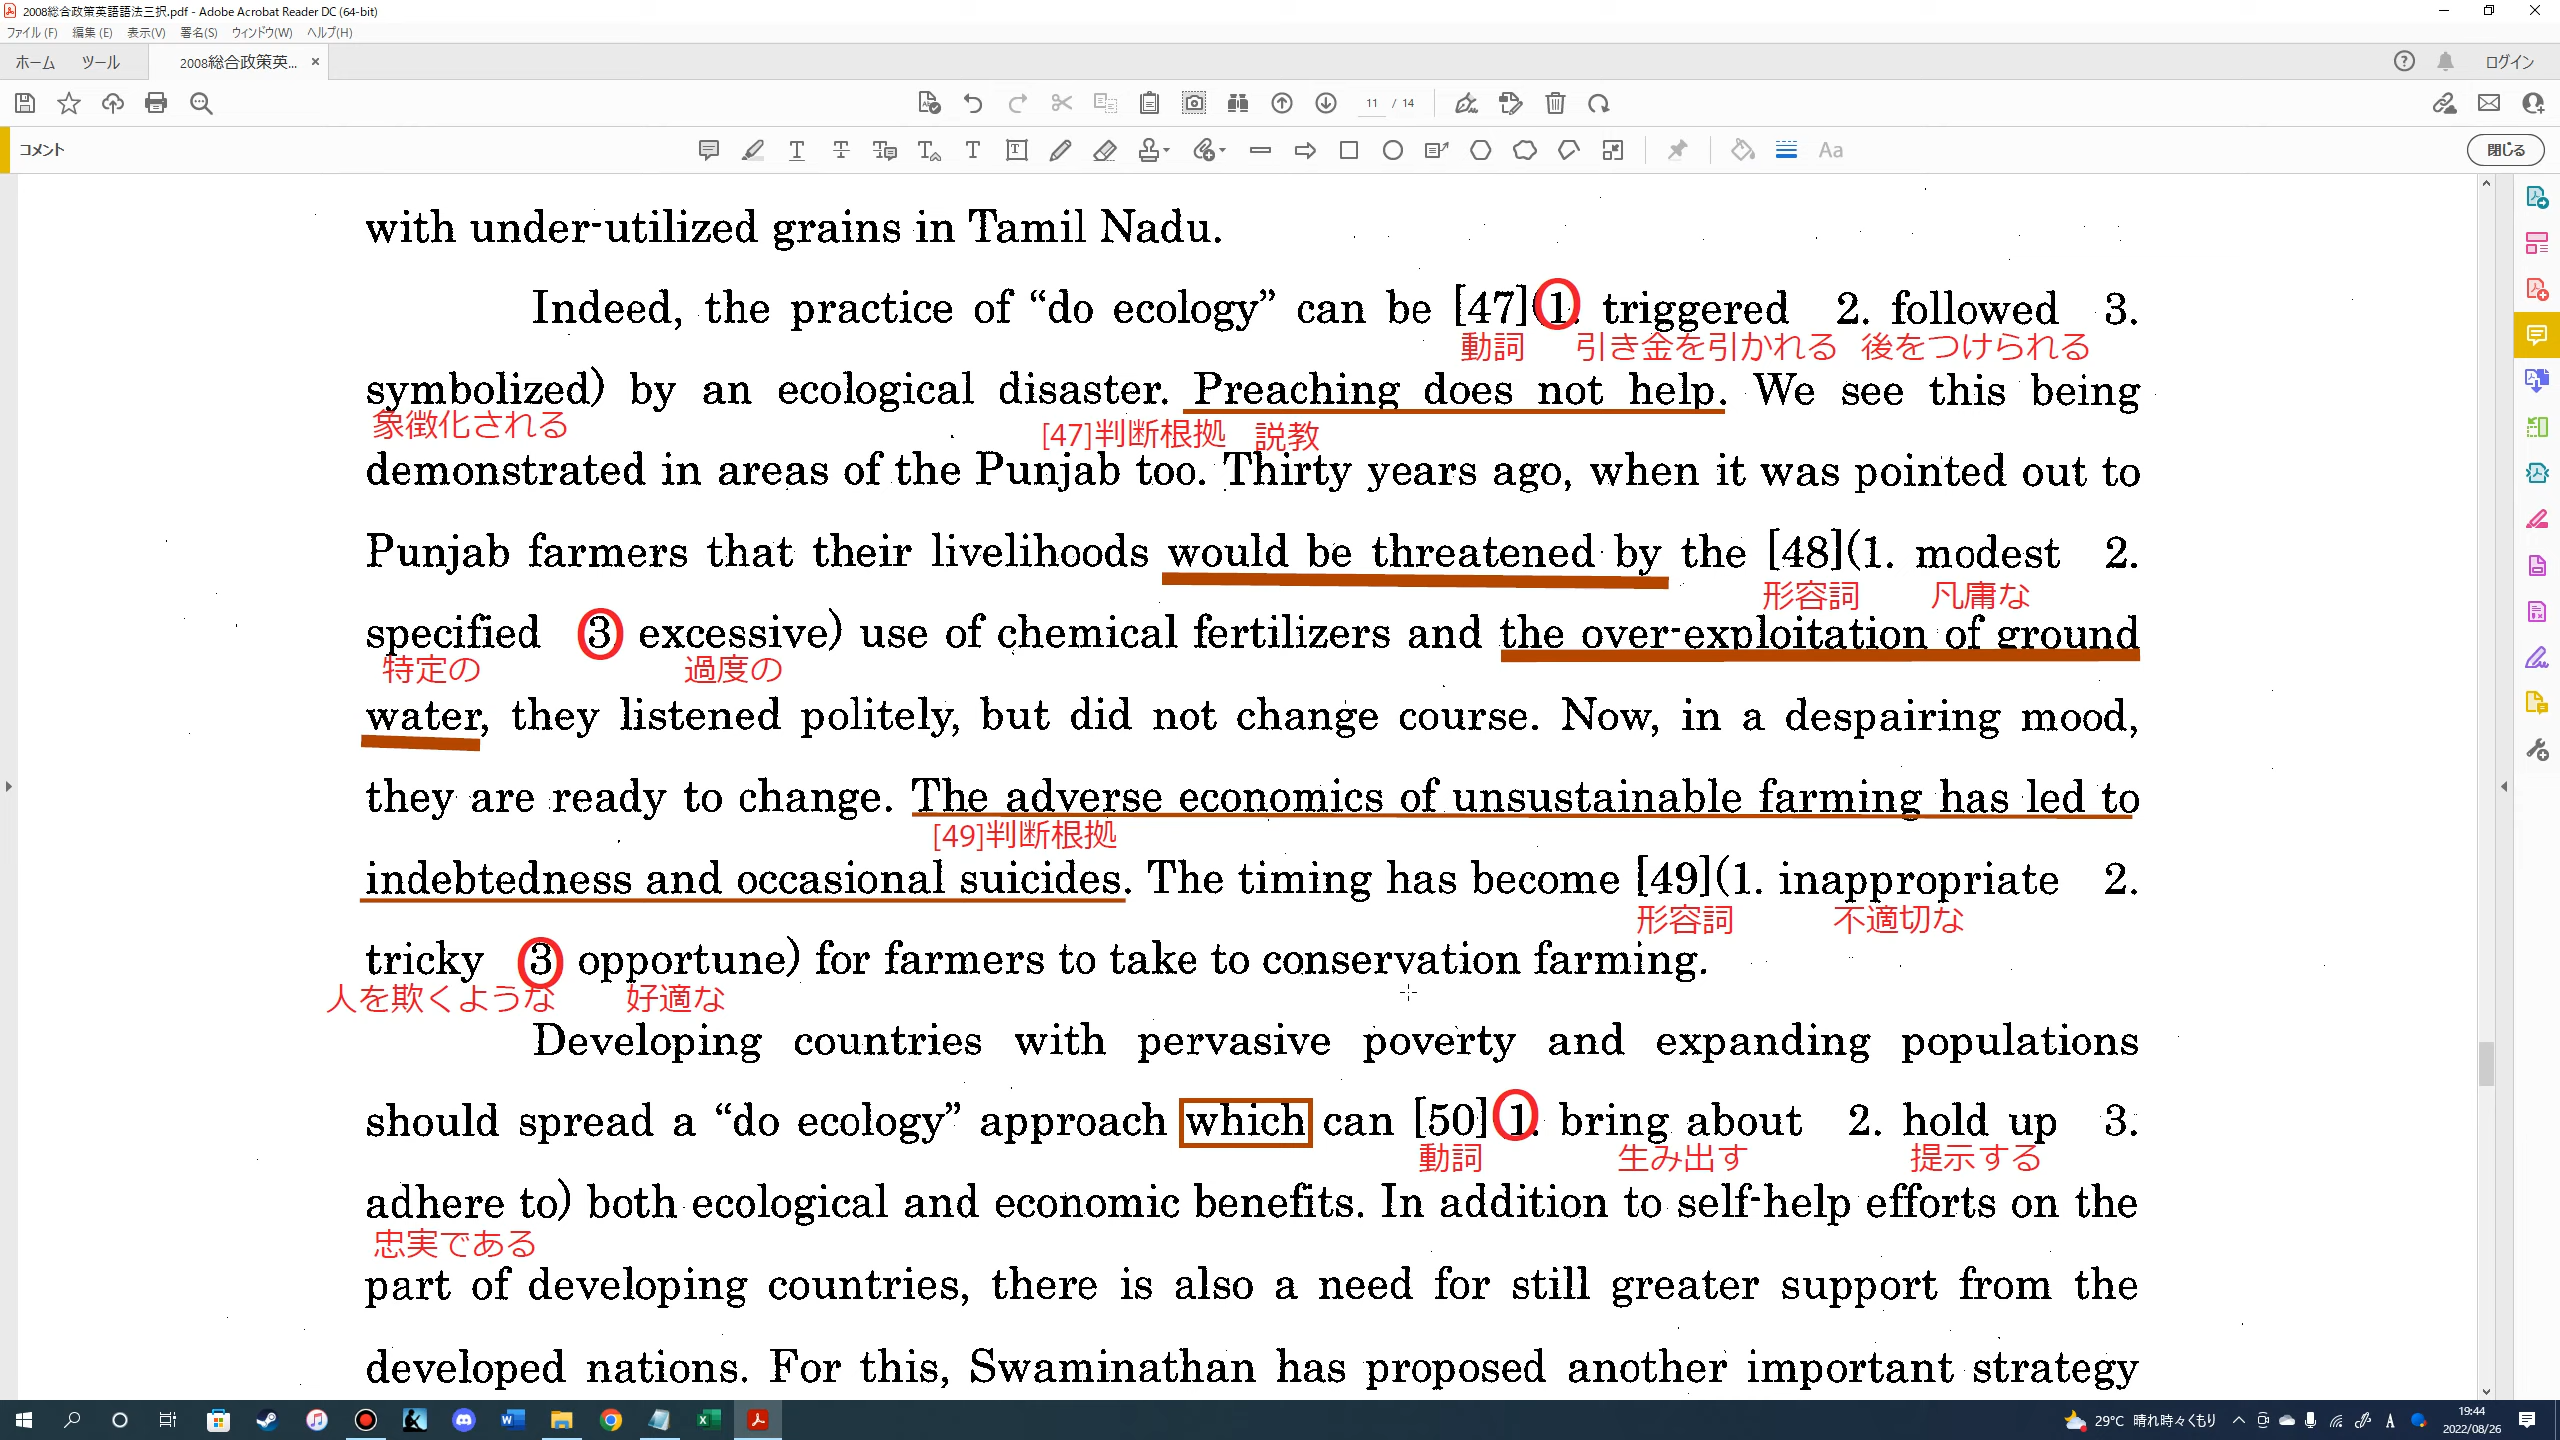 2008総合政策英語語法三択.pdf - Adobe Acrobat Reader DC (64-bit)
ファイル(F) 編集(E) 表示(V) 署名(S) ウィンドウ(W) ヘルプ(H)
ホーム ツール 2008総合政策英... × ログイン
11 / 14
コメント Aa 閉じる
with under-utilized grains in Tamil Nadu.
Indeed, the practice of “do ecology” can be [47](1. triggered 2. followed 3.
動詞 引き金を引かれる 後をつけられる
symbolized) by an ecological disaster. Preaching does not help. We see this being
象徴化される [47]判断根拠 説教
demonstrated in areas of the Punjab too. Thirty years ago, when it was pointed out to
Punjab farmers that their livelihoods would be threatened by the [48](1. modest 2.
形容詞 凡庸な
specified 3 excessive) use of chemical fertilizers and the over-exploitation of ground
特定の 過度の
water, they listened politely, but did not change course. Now, in a despairing mood,
they are ready to change. The adverse economics of unsustainable farming has led to
[49]判断根拠
indebtedness and occasional suicides. The timing has become [49](1. inappropriate 2.
形容詞 不適切な
tricky 3 opportune) for farmers to take to conservation farming.
人を欺くような 好適な
Developing countries with pervasive poverty and expanding populations
should spread a “do ecology” approach which can [50] 1. bring about 2. hold up 3.
動詞 生み出す 提示する
adhere to) both ecological and economic benefits. In addition to self-help efforts on the
忠実である
part of developing countries, there is also a need for still greater support from the
developed nations. For this, Swaminathan has proposed another important strategy
29°C 晴れ時々くもり A 19:44
2022/08/26